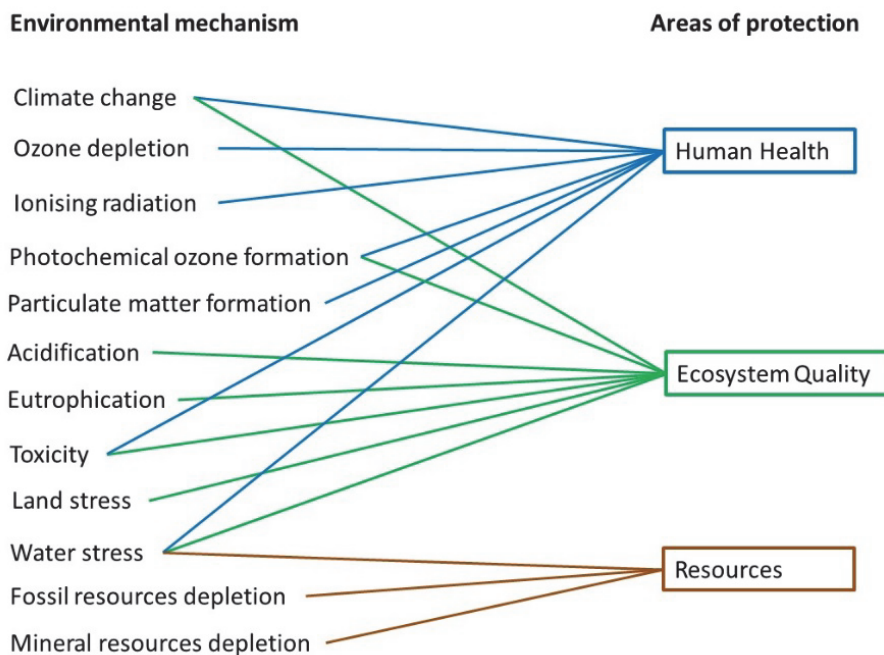 Environmental mechanism
Areas of protection
Climate change
Ozone depletion
Human Health
Ionising radiation
Photochemical ozone formation
Particulate matter formation
Acidification
Ecosystem Quality
Eutrophication
Toxicity
Land stress
Water stress
Resources
Fossil resources depletion
Mineral resources depletion